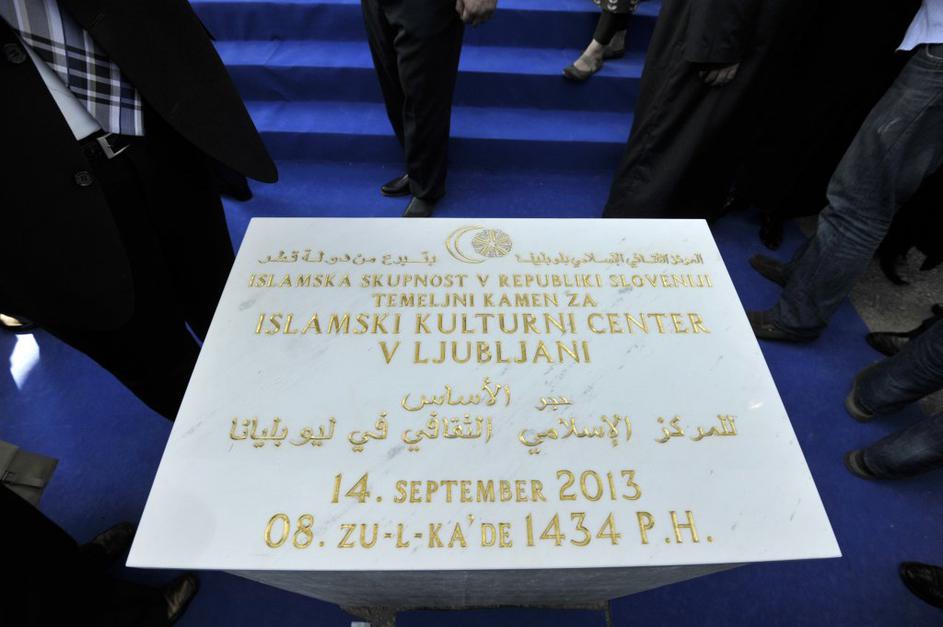 المركز الثقافي الإسلامي بلوبليانا بتبرع من دولة قطر
ISLAMSKA SKUPNOST V REPUBLIKI SLOVENIJI
TEMELJNI KAMEN ZA
ISLAMSKI KULTURNI CENTER
V LJUBLJANI
حجر الأساس
للمركز الإسلامي الثقافي في ليوبليانا
14. SEPTEMBER 2013
08. ZU-L-KA'DE 1434 P.H.